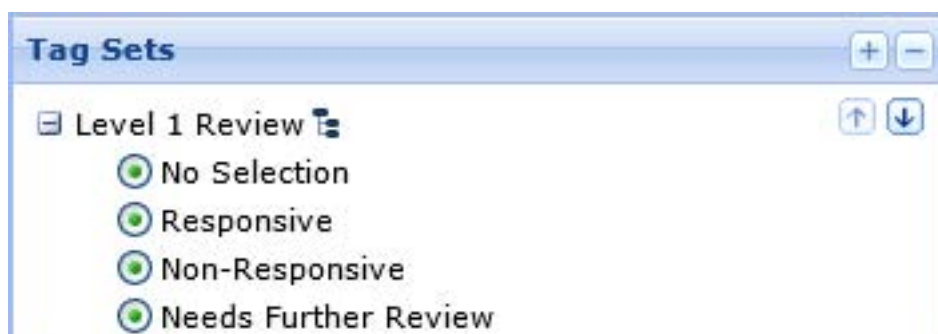 Tag Sets
Level 1 Review
No Selection
Responsive
Non-Responsive
Needs Further Review